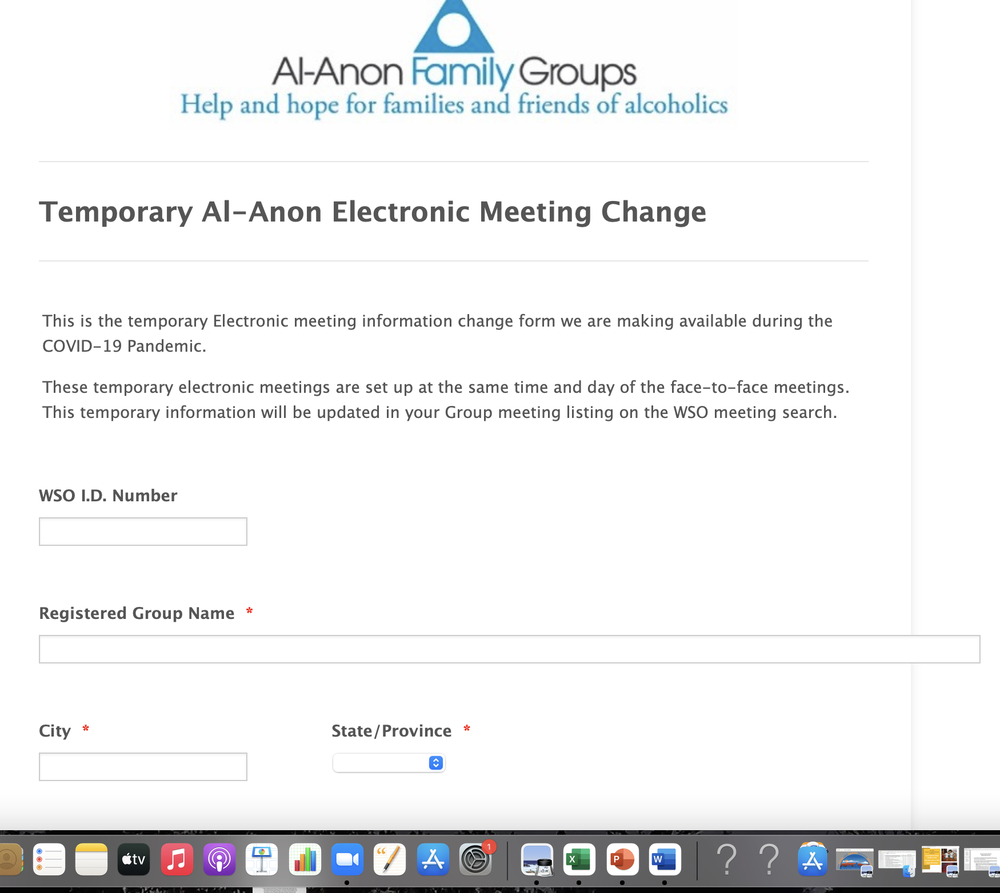 Al-Anon Family Groups
Help and hope for families and friends of alcoholics
Temporary Al-Anon Electronic Meeting Change
This is the temporary Electronic meeting information change form we are making available during the
COVID-19 Pandemic.
These temporary electronic meetings are set up at the same time and day of the face-to-face meetings.
This temporary information will be updated in your Group meeting listing on the WSO meeting search.
WSO I.D. Number
Registered Group Name *
City * State/Province *
tv 1 X P W ? ?